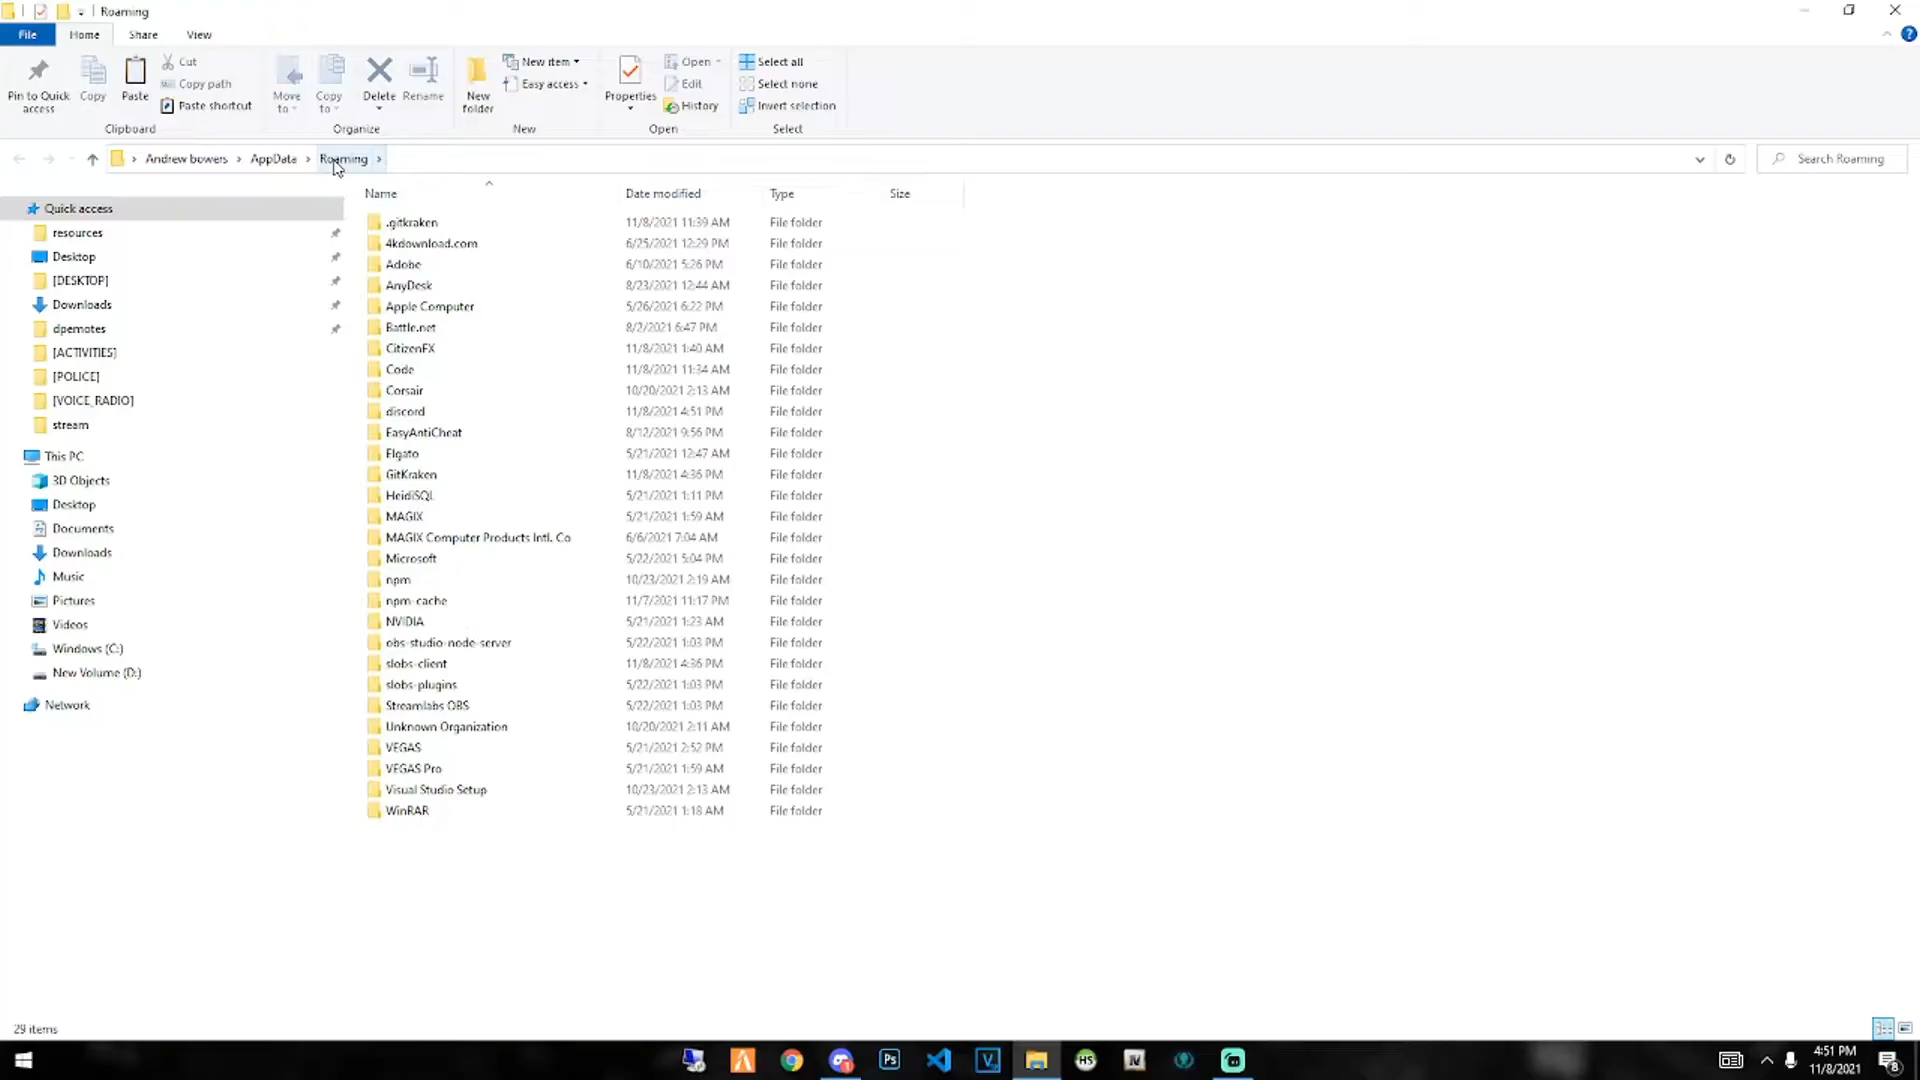 Roaming
File Home Share View
Pin to Quick access
Copy
Paste
Cut
Copy path
Paste shortcut
Clipboard
Move to
Copy to
Delete
Rename
Organize
New folder
New item
Easy access
New
Properties
Open
Edit
History
Open
Select all
Select none
Invert selection
Select
Andrew bowers › AppData › Roaming ›
Search Roaming
Quick access
resources
Desktop
[DESKTOP]
Downloads
dpemotes
[ACTIVITIES]
[POLICE]
[VOICE_RADIO]
stream
This PC
3D Objects
Desktop
Documents
Downloads
Music
Pictures
Videos
Windows (C:)
New Volume (D:)
Network
Name Date modified Type Size
.gitkraken 11/8/2021 11:39 AM File folder
4kdownload.com 6/25/2021 12:29 PM File folder
Adobe 6/10/2021 5:26 PM File folder
AnyDesk 8/23/2021 12:44 AM File folder
Apple Computer 5/26/2021 6:22 PM File folder
Battle.net 8/2/2021 6:47 PM File folder
CitizenFX 11/8/2021 1:40 AM File folder
Code 11/8/2021 11:34 AM File folder
Corsair 10/20/2021 2:13 AM File folder
discord 11/8/2021 4:51 PM File folder
EasyAntiCheat 8/12/2021 9:56 PM File folder
Elgato 5/21/2021 12:47 AM File folder
GitKraken 11/8/2021 4:36 PM File folder
HeidiSQL 5/21/2021 1:11 PM File folder
MAGIX 5/21/2021 1:59 AM File folder
MAGIX Computer Products Intl. Co 6/6/2021 7:04 AM File folder
Microsoft 5/22/2021 5:04 PM File folder
npm 10/23/2021 2:19 AM File folder
npm-cache 11/7/2021 11:17 PM File folder
NVIDIA 5/21/2021 1:23 AM File folder
obs-studio-node-server 5/22/2021 1:03 PM File folder
slobs-client 11/8/2021 4:36 PM File folder
slobs-plugins 5/22/2021 1:03 PM File folder
Streamlabs OBS 5/22/2021 1:03 PM File folder
Unknown Organization 10/20/2021 2:11 AM File folder
VEGAS 5/21/2021 2:52 PM File folder
VEGAS Pro 5/21/2021 1:59 AM File folder
Visual Studio Setup 10/23/2021 2:13 AM File folder
WinRAR 5/21/2021 1:18 AM File folder
29 items
Ps
HS
IV
4:51 PM
11/8/2021
8